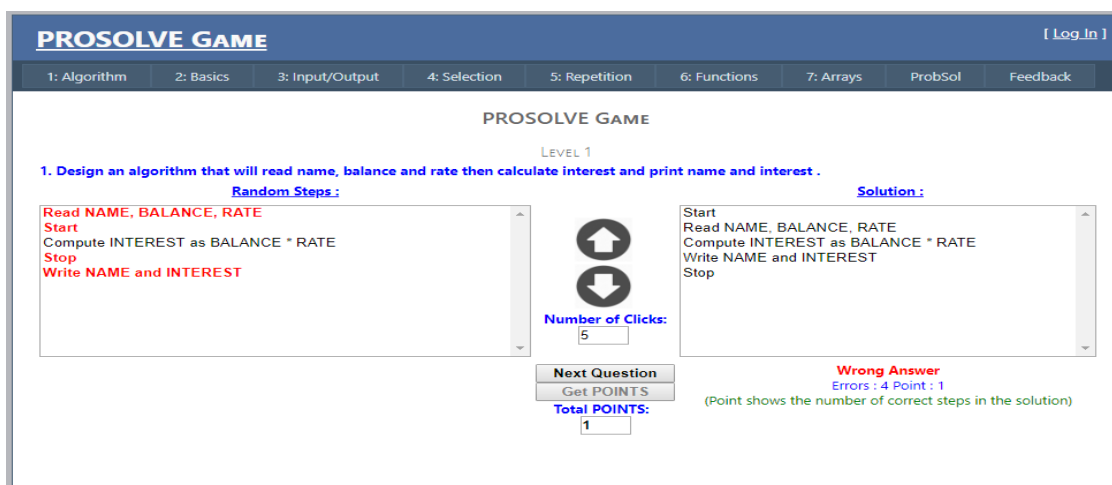 PROSOLVE GAME
[ Log In ]
1: Algorithm 2: Basics 3: Input/Output 4: Selection 5: Repetition 6: Functions 7: Arrays ProbSol Feedback
PROSOLVE GAME
LEVEL 1
1. Design an algorithm that will read name, balance and rate then calculate interest and print name and interest .
Random Steps :
Read NAME, BALANCE, RATE
Start
Compute INTEREST as BALANCE * RATE
Stop
Write NAME and INTEREST
Number of Clicks:
5
Next Question
Get POINTS
Total POINTS:
1
Solution :
Start
Read NAME, BALANCE, RATE
Compute INTEREST as BALANCE * RATE
Write NAME and INTEREST
Stop
Wrong Answer
Errors : 4 Point : 1
(Point shows the number of correct steps in the solution)